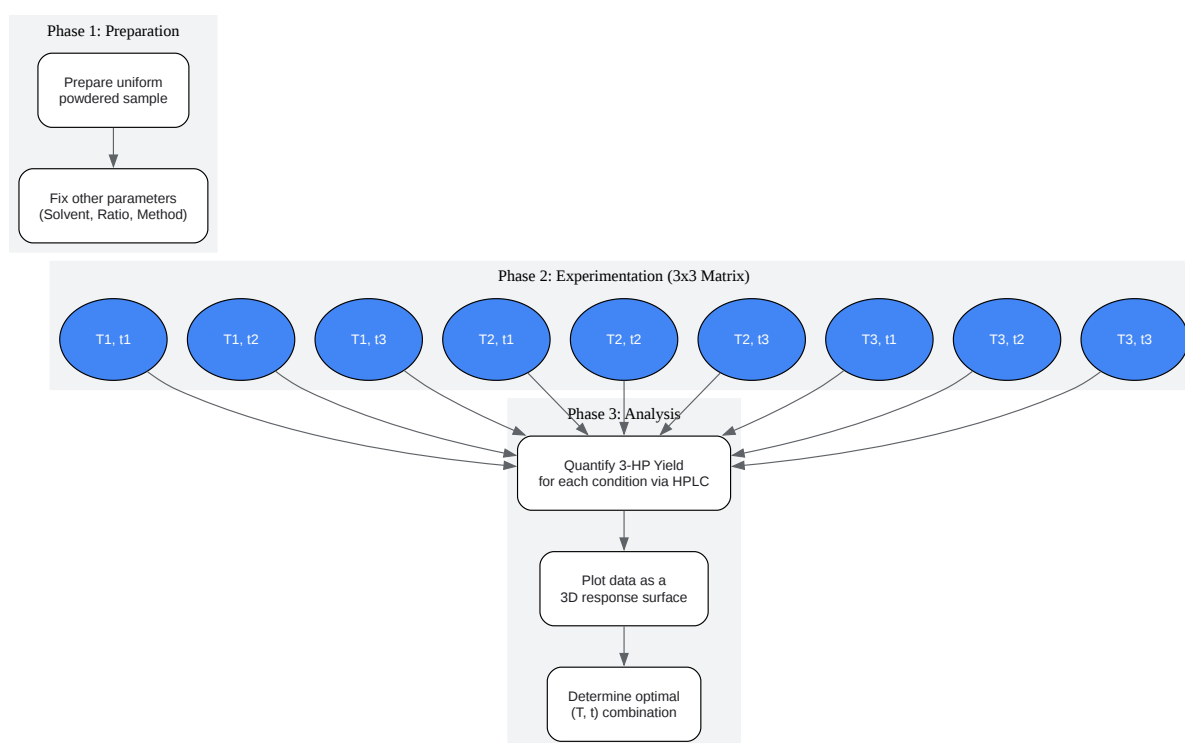 Phase 1: Preparation
Prepare uniform
powdered sample
Fix other parameters
(Solvent, Ratio, Method)
Phase 2: Experimentation (3x3 Matrix)
T1, t1
T1, t2
T1, t3
T2, t1
T2, t2
T2, t3
T3, t1
T3, t2
T3, t3
Phase 3: Analysis
Quantify 3-HP Yield
for each condition via HPLC
Plot data as a
3D response surface
Determine optimal
(T, t) combination